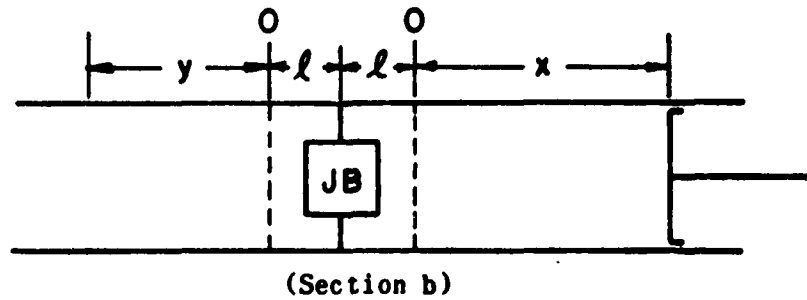 O O
y ℓ ℓ x
JB
(Section b)